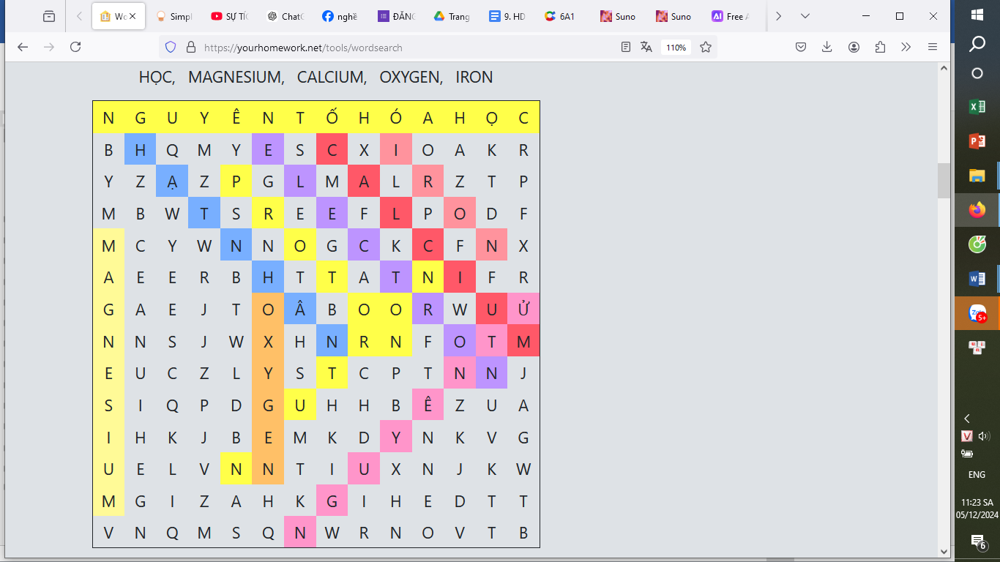 Wo
Simpl
SỰ TÍC
ChatG
nghề
ĐĂNG
Trang
9. HD
6A1
Suno
Suno
Free A
https://yourhomework.net/tools/wordsearch
110%
HỌC, MAGNESIUM, CALCIUM, OXYGEN, IRON
N G U Y Ê N T Ố H Ó A H Ọ C
B H Q M Y E S C X I O A K R
Y Z Ạ Z P G L M A L R Z T P
M B W T S R E E F L P O D F
M C Y W N N O G C K C F N X
A E E R B H T T A T N I F R
G A E J T O Â B O O R W U Ử
N N S J W X H N R N F O T M
E U C Z L Y S T C P T N N J
S I Q P D G U H H B Ê Z U A
I H K J B E M K D Y N K V G
U E L V N N T I U X N J K W
M G I Z A H K G I H E D T T
V N Q M S Q N W R N O V T B
5+
ENG
11:23 SA
05/12/2024
6